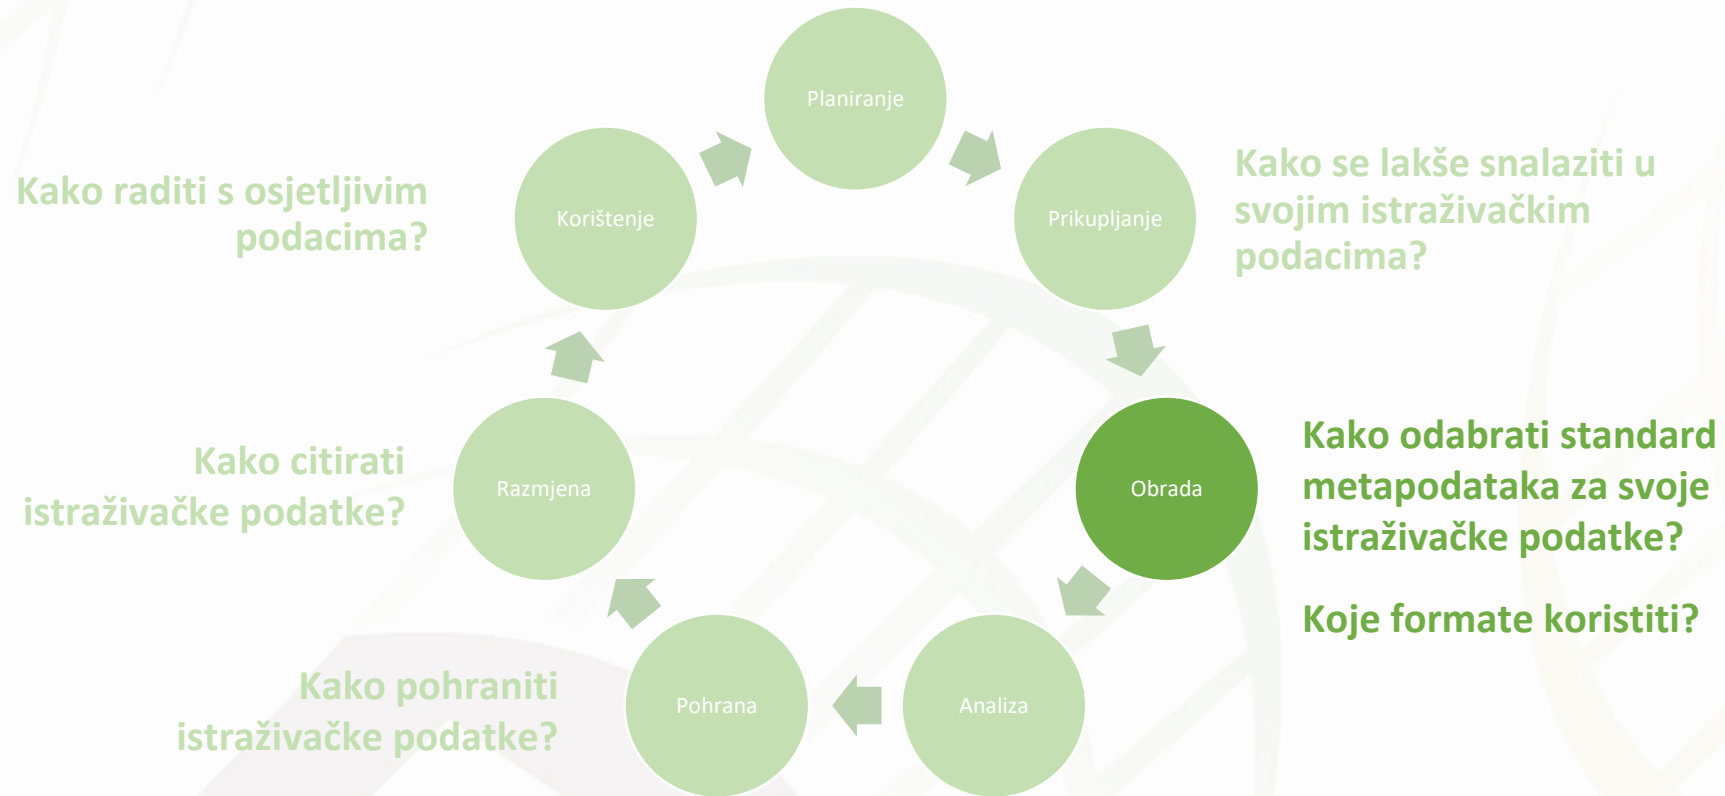 Planiranje
Kako se lakše snalaziti u
svojim istraživačkim
podacima?
Kako raditi s osjetljivim
podacima?
Korištenje
Prikupljanje
Kako odabrati standard
metapodataka za svoje
istraživačke podatke?
Kako citirati
istraživačke podatke?
Razmjena
Obrada
Koje formate koristiti?
Kako pohraniti
istraživačke podatke?
Pohrana
Analiza